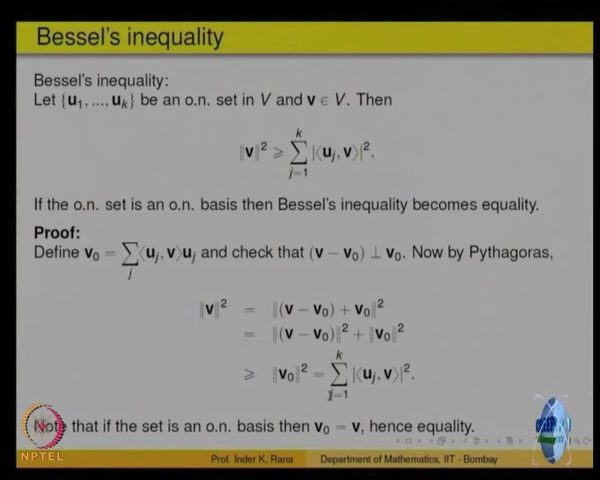 Bessel's inequality
Bessel's inequality:
Let {u₁, ..., uₖ} be an o.n. set in V and v ∈ V. Then
‖v‖² ⩾ ∑_{j=1}^{k} |⟨uⱼ, v⟩|².
If the o.n. set is an o.n. basis then Bessel's inequality becomes equality.
Proof:
Define v₀ = ∑_{j} ⟨uⱼ, v⟩uⱼ and check that (v − v₀) ⊥ v₀. Now by Pythagoras,
‖v‖² = ‖(v − v₀) + v₀‖²
= ‖(v − v₀)‖² + ‖v₀‖²
⩾ ‖v₀‖² = ∑_{j=1}^{k} |⟨uⱼ, v⟩|².
Note that if the set is an o.n. basis then v₀ = v, hence equality.
NPTEL
Prof. Inder K. Rana Department of Mathematics, IIT - Bombay